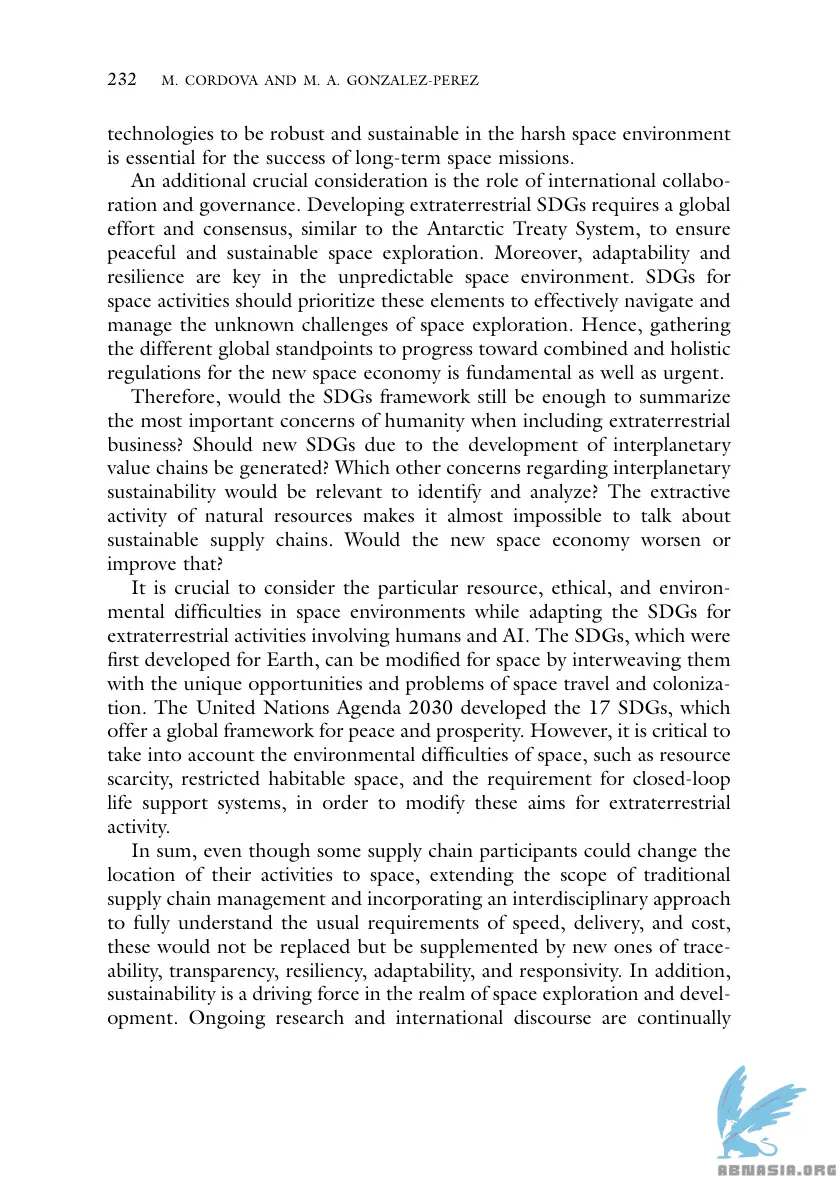 232 M. CORDOVA AND M. A. GONZALEZ-PEREZ
technologies to be robust and sustainable in the harsh space environment
is essential for the success of long-term space missions.
An additional crucial consideration is the role of international collabo-
ration and governance. Developing extraterrestrial SDGs requires a global
effort and consensus, similar to the Antarctic Treaty System, to ensure
peaceful and sustainable space exploration. Moreover, adaptability and
resilience are key in the unpredictable space environment. SDGs for
space activities should prioritize these elements to effectively navigate and
manage the unknown challenges of space exploration. Hence, gathering
the different global standpoints to progress toward combined and holistic
regulations for the new space economy is fundamental as well as urgent.
Therefore, would the SDGs framework still be enough to summarize
the most important concerns of humanity when including extraterrestrial
business? Should new SDGs due to the development of interplanetary
value chains be generated? Which other concerns regarding interplanetary
sustainability would be relevant to identify and analyze? The extractive
activity of natural resources makes it almost impossible to talk about
sustainable supply chains. Would the new space economy worsen or
improve that?
It is crucial to consider the particular resource, ethical, and environ-
mental difficulties in space environments while adapting the SDGs for
extraterrestrial activities involving humans and AI. The SDGs, which were
first developed for Earth, can be modified for space by interweaving them
with the unique opportunities and problems of space travel and coloniza-
tion. The United Nations Agenda 2030 developed the 17 SDGs, which
offer a global framework for peace and prosperity. However, it is critical to
take into account the environmental difficulties of space, such as resource
scarcity, restricted habitable space, and the requirement for closed-loop
life support systems, in order to modify these aims for extraterrestrial
activity.
In sum, even though some supply chain participants could change the
location of their activities to space, extending the scope of traditional
supply chain management and incorporating an interdisciplinary approach
to fully understand the usual requirements of speed, delivery, and cost,
these would not be replaced but be supplemented by new ones of trace-
ability, transparency, resiliency, adaptability, and responsivity. In addition,
sustainability is a driving force in the realm of space exploration and devel-
opment. Ongoing research and international discourse are continually
ABNASIA.ORG